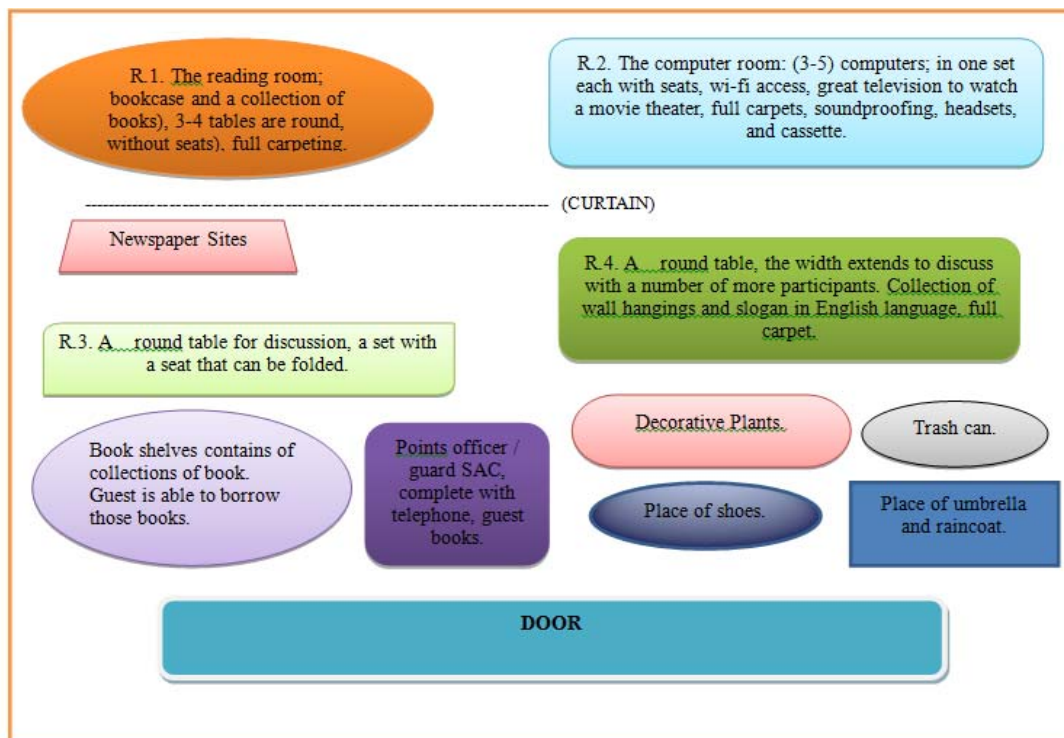 R.1. The reading room;
bookcase and a collection of
books), 3-4 tables are round,
without seats), full carpeting.
R.2. The computer room: (3-5) computers; in one set
each with seats, wi-fi access, great television to watch
a movie theater, full carpets, soundproofing, headsets,
and cassette.
(CURTAIN)
Newspaper Sites
R.4. A round table, the width extends to discuss
with a number of more participants. Collection of
wall hangings and slogan in English language, full
carpet.
R.3. A round table for discussion, a set with
a seat that can be folded.
Book shelves contains of
collections of book.
Guest is able to borrow
those books.
Points officer /
guard SAC,
complete with
telephone, guest
books.
Decorative Plants.
Trash can.
Place of shoes.
Place of umbrella
and raincoat.
DOOR